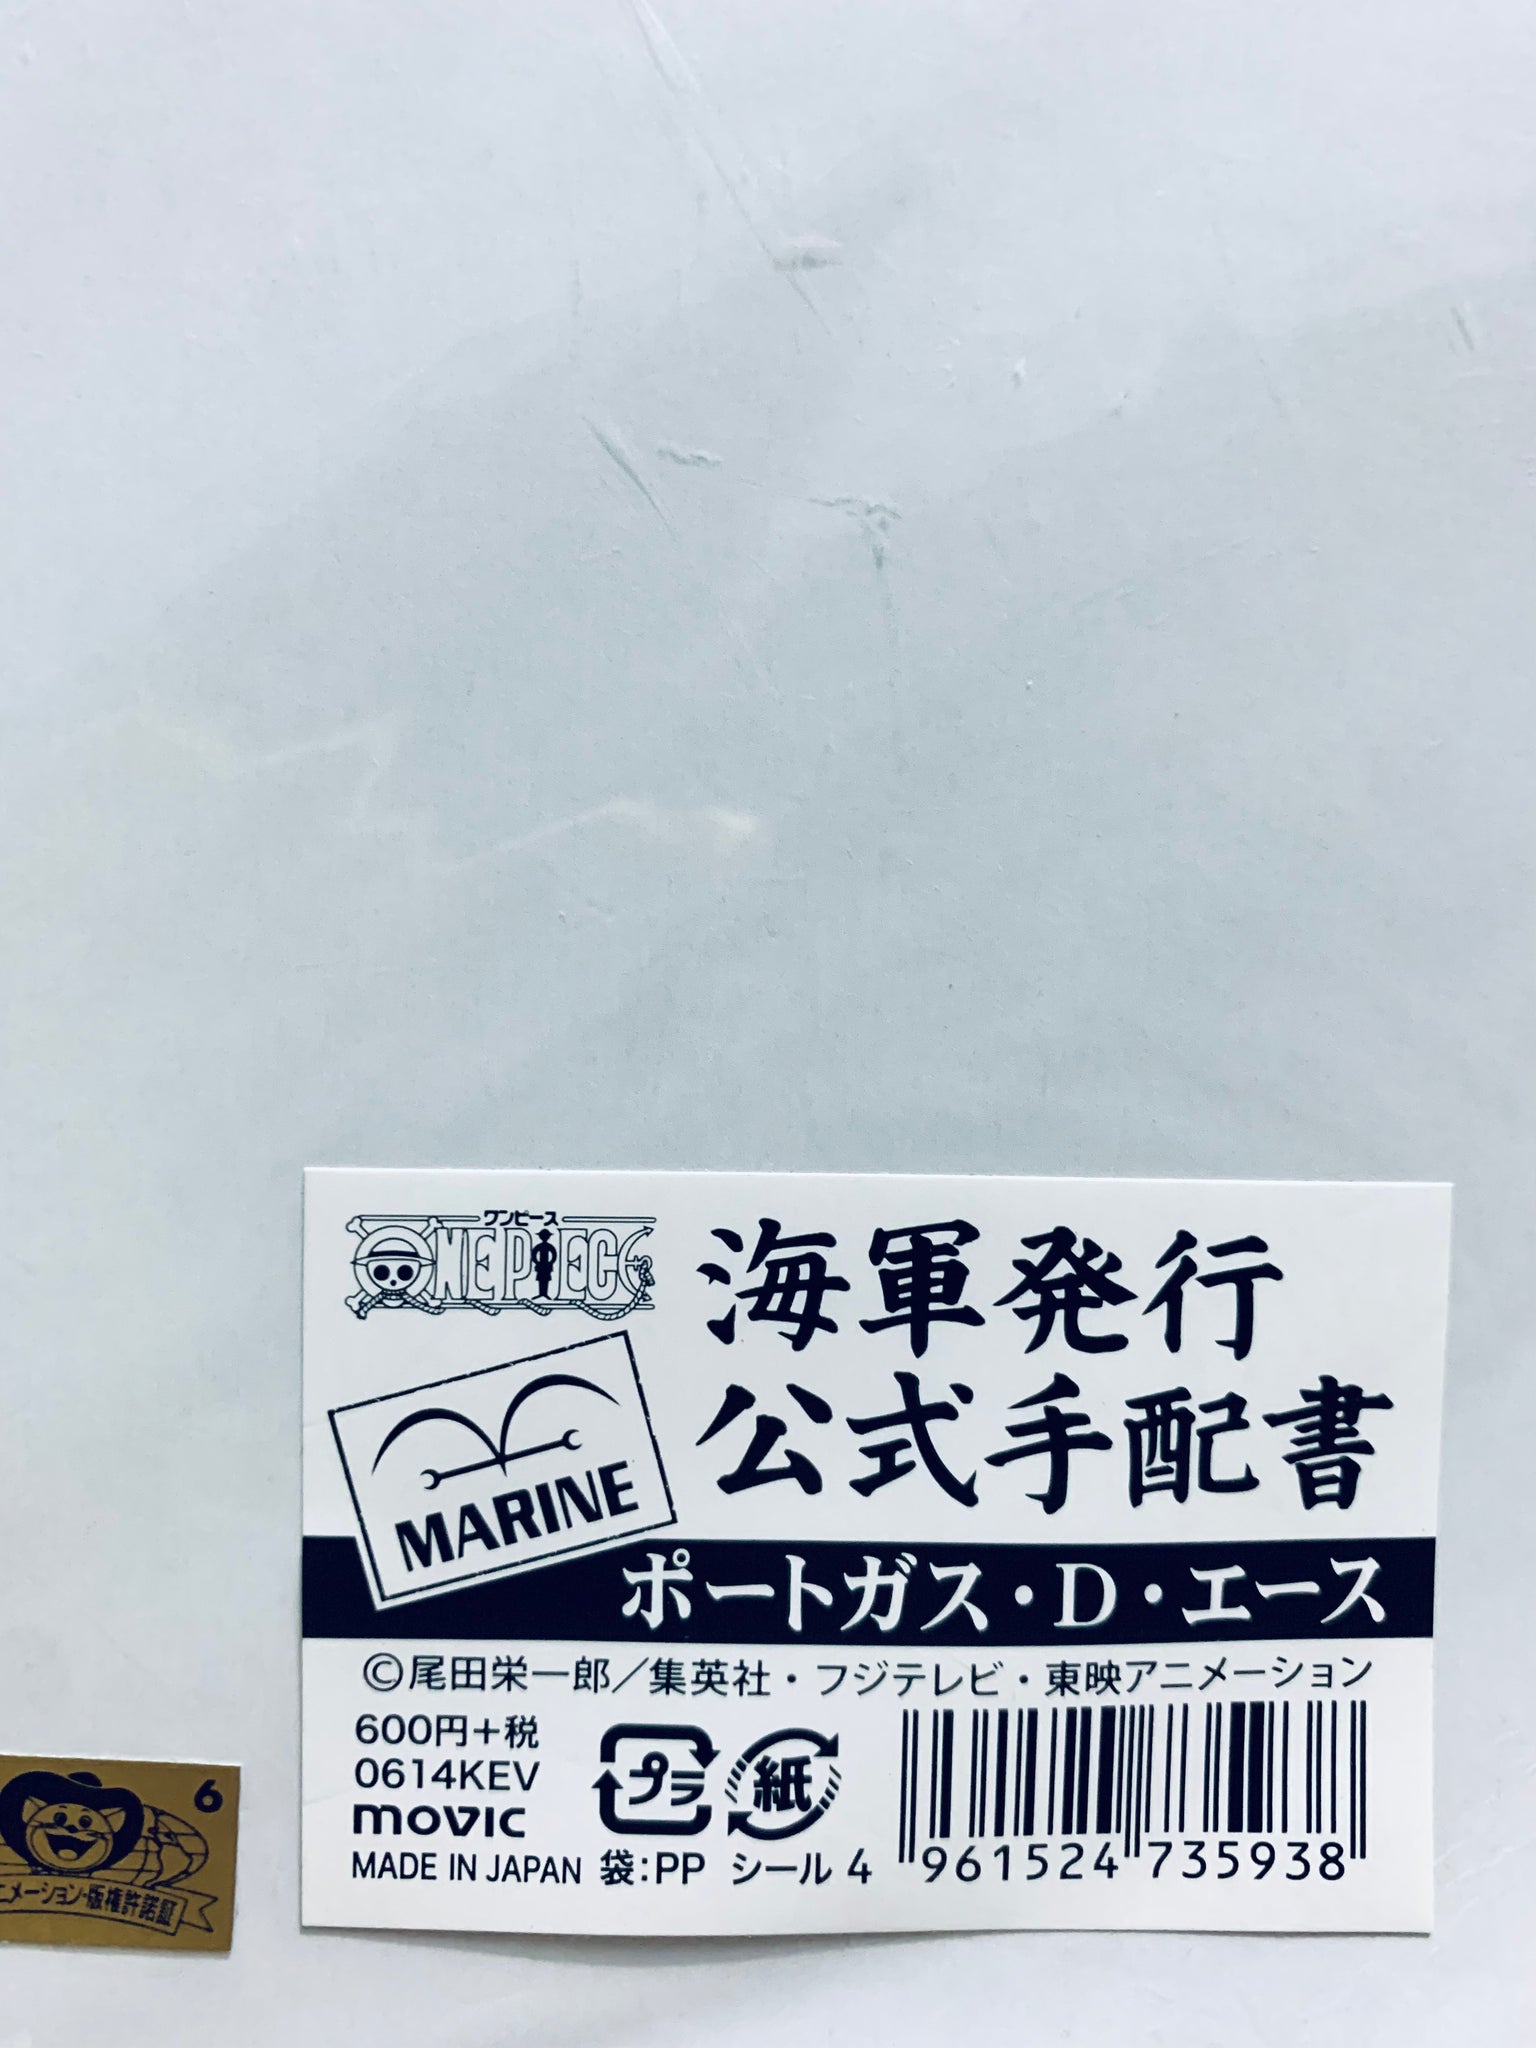 ワンピース
ONE PIECE
海軍発行
公式手配書
MARINE
ポートガス・D・エース
©尾田栄一郎／集英社・フジテレビ・東映アニメーション
600円+税
0614KEV
movic
MADE IN JAPAN 袋:PP シール 4
プラ
紙
961524 735938
6
ニメーション・版権許諾証